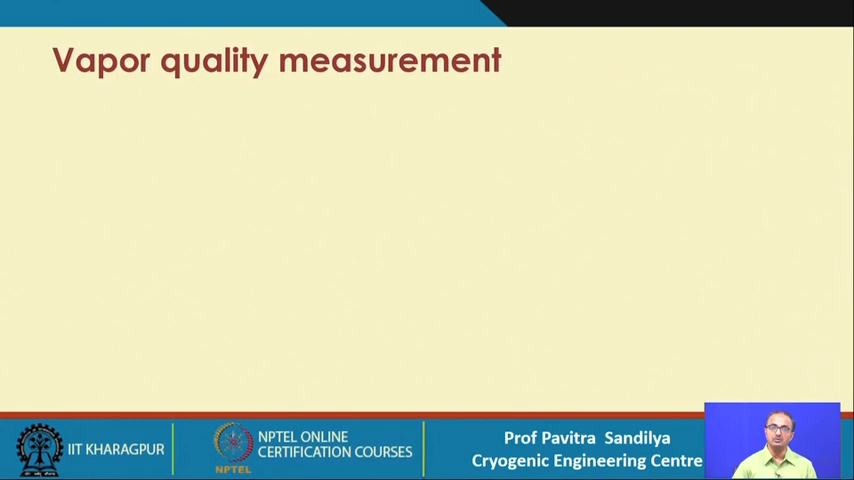 Vapor quality measurement
IIT KHARAGPUR
NPTEL
NPTEL ONLINE
CERTIFICATION COURSES
Prof Pavitra Sandilya
Cryogenic Engineering Centre